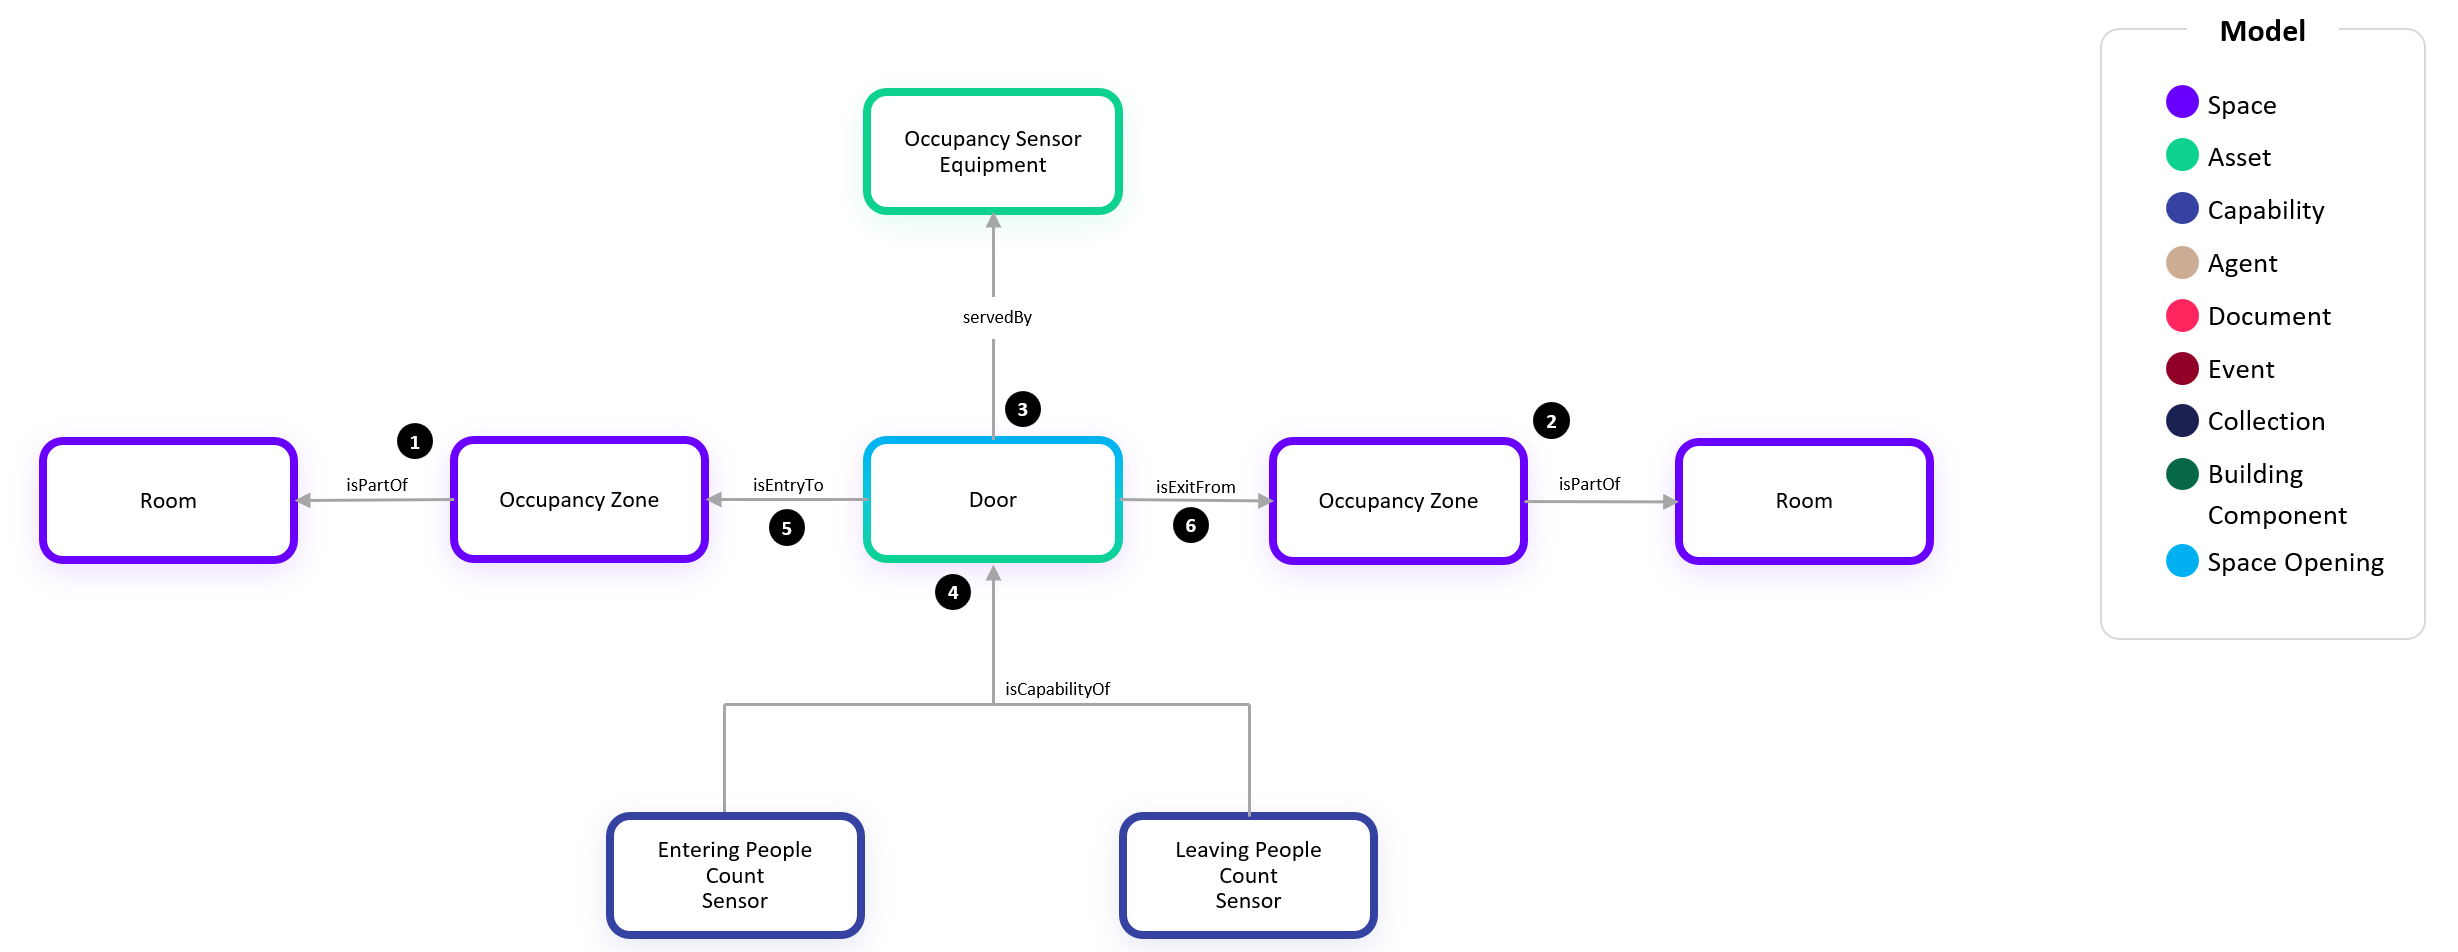 Model
Space
Asset
Capability
Agent
Document
Event
Collection
Building
Component
Space Opening
Occupancy Sensor
Equipment
servedBy
3
1
2
Room
isPartOf
Occupancy Zone
isEntryTo
5
Door
isExitFrom
6
Occupancy Zone
isPartOf
Room
4
isCapabilityOf
Entering People
Count
Sensor
Leaving People
Count
Sensor